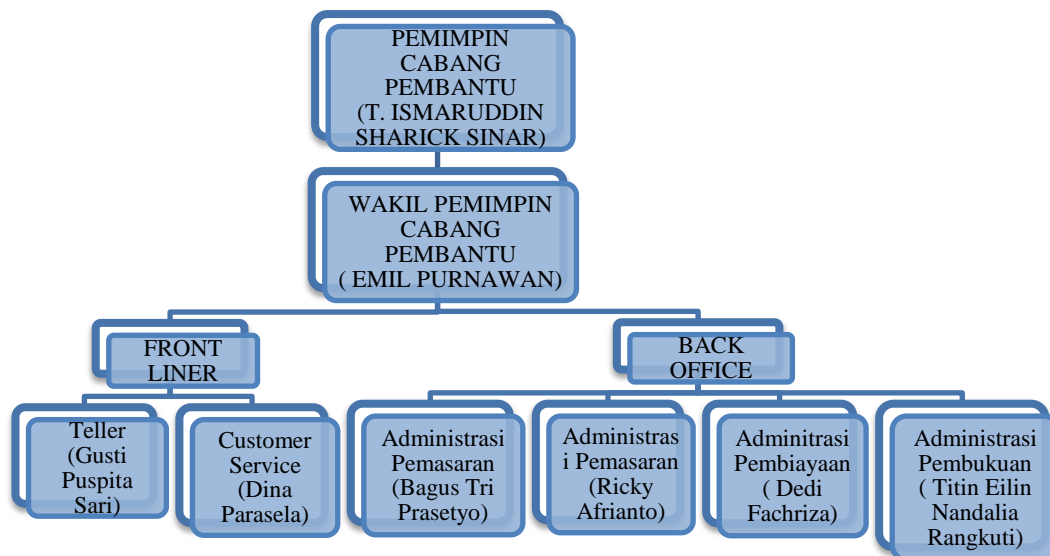 PEMIMPIN
CABANG
PEMBANTU
(T. ISMARUDDIN
SHARICK SINAR)
WAKIL PEMIMPIN
CABANG
PEMBANTU
( EMIL PURNAWAN)
FRONT
LINER
BACK
OFFICE
Teller
(Gusti
Puspita
Sari)
Customer
Service
(Dina
Parasela)
Administrasi
Pemasaran
(Bagus Tri
Prasetyo)
Administras
i Pemasaran
(Ricky
Afrianto)
Adminitrasi
Pembiayaan
( Dedi
Fachriza)
Administrasi
Pembukuan
( Titin Eilin
Nandalia
Rangkuti)